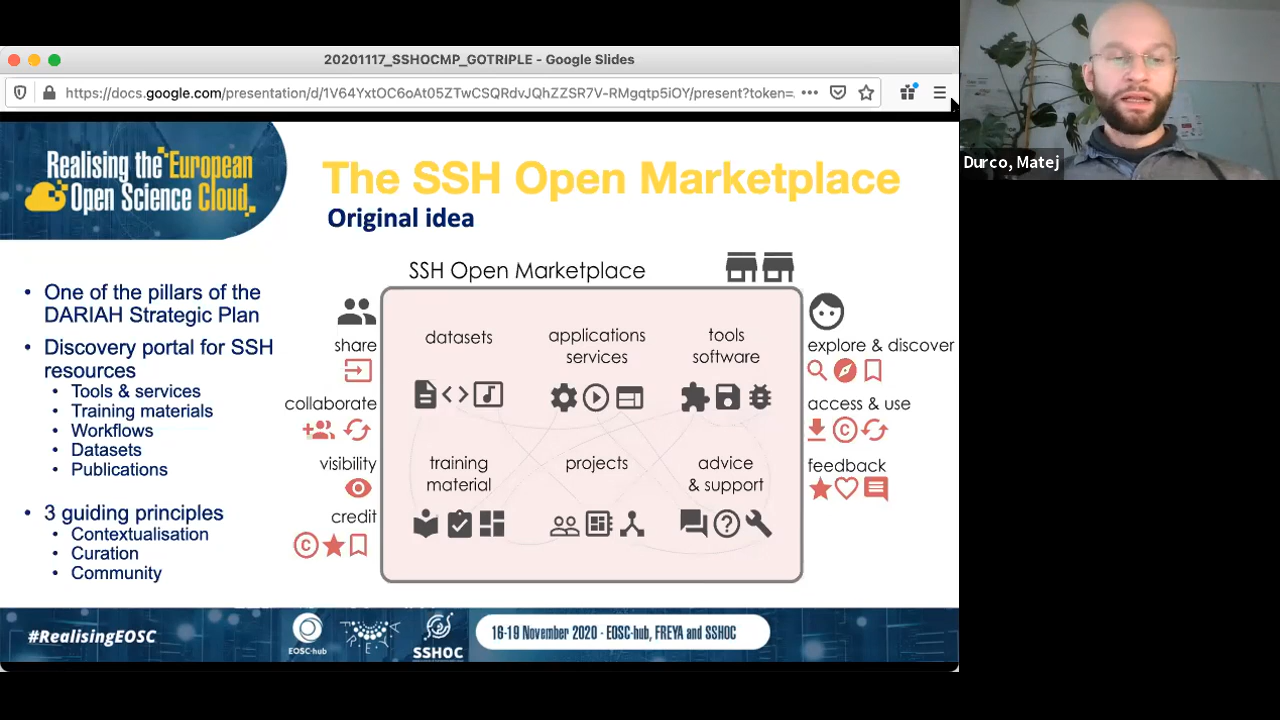 20201117_SSHOCMP_GOTRIPLE - Google Slides
https://docs.google.com/presentation/d/1V64YxtOC6oAt05ZTwCSQRdvJQhZZSR7V-RMgqtp5iOY/present?token=
Durco, Matej
Realising the European
Open Science Cloud
The SSH Open Marketplace
Original idea
• One of the pillars of the
DARIAH Strategic Plan
• Discovery portal for SSH
resources
• Tools & services
• Training materials
• Workflows
• Datasets
• Publications
• 3 guiding principles
• Contextualisation
• Curation
• Community
SSH Open Marketplace
share
collaborate
visibility
credit
datasets
applications
services
tools
software
training
material
projects
advice
& support
explore & discover
access & use
feedback
#RealisingEOSC
EOSC-hub
SSHOC
16-19 November 2020 - EOSC-hub, FREYA and SSHOC